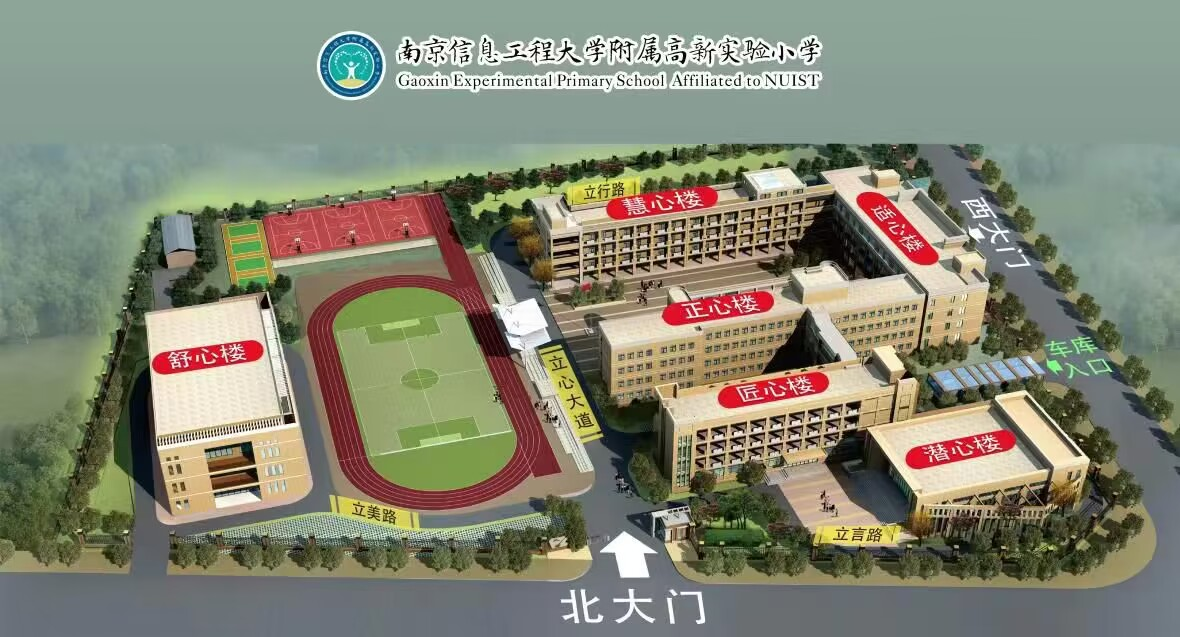 南京信息工程大学附属高新实验小学
Gaoxin Experimental Primary School Affiliated to NUIST
立行路
慧心楼
适心楼
西大门
正心楼
舒心楼
立心大道
车库
入口
匠心楼
潜心楼
立美路
立言路
北大门